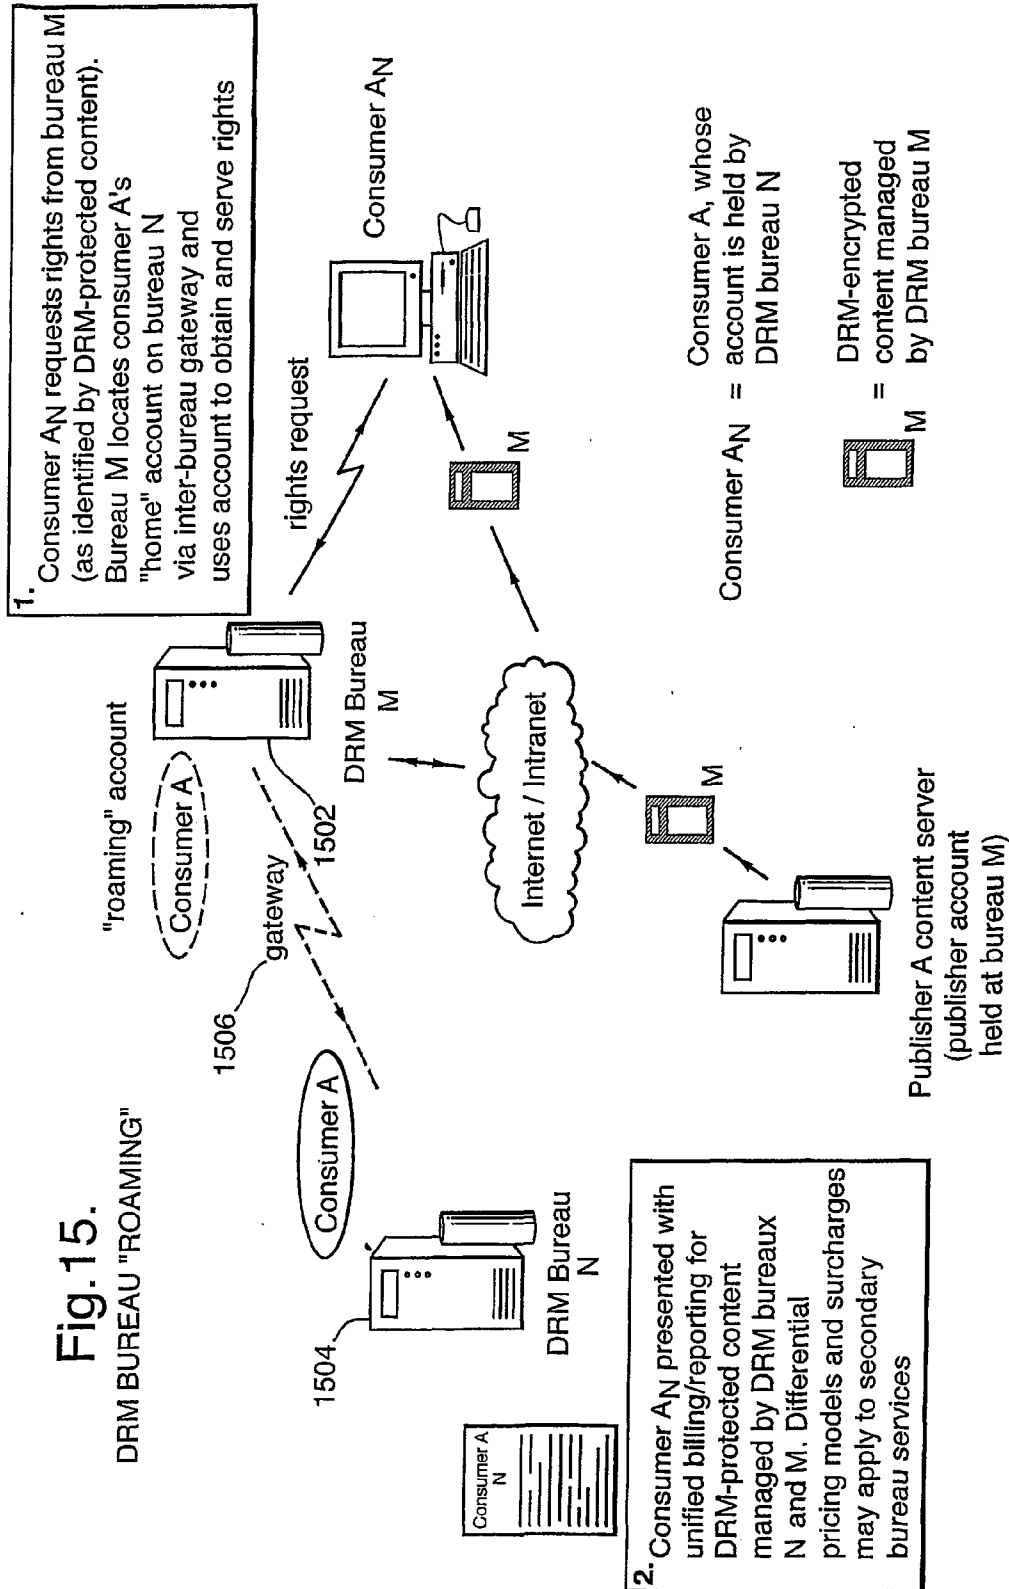 Fig.15.
DRM BUREAU "ROAMING"
1. Consumer AN requests rights from bureau M
(as identified by DRM-protected content).
Bureau M locates consumer A's
"home" account on bureau N
via inter-bureau gateway and
uses account to obtain and serve rights
"roaming" account
Consumer A
1502
DRM Bureau
M
rights request
Consumer AN
1506
gateway
Consumer A
1504
DRM Bureau
N
Internet / Intranet
M
M
Publisher A content server
(publisher account
held at bureau M)
Consumer AN = Consumer A, whose
account is held by
DRM bureau N
M = DRM-encrypted
content managed
by DRM bureau M
Consumer A
N
2. Consumer AN presented with
unified billing/reporting for
DRM-protected content
managed by DRM bureaux
N and M. Differential
pricing models and surcharges
may apply to secondary
bureau services